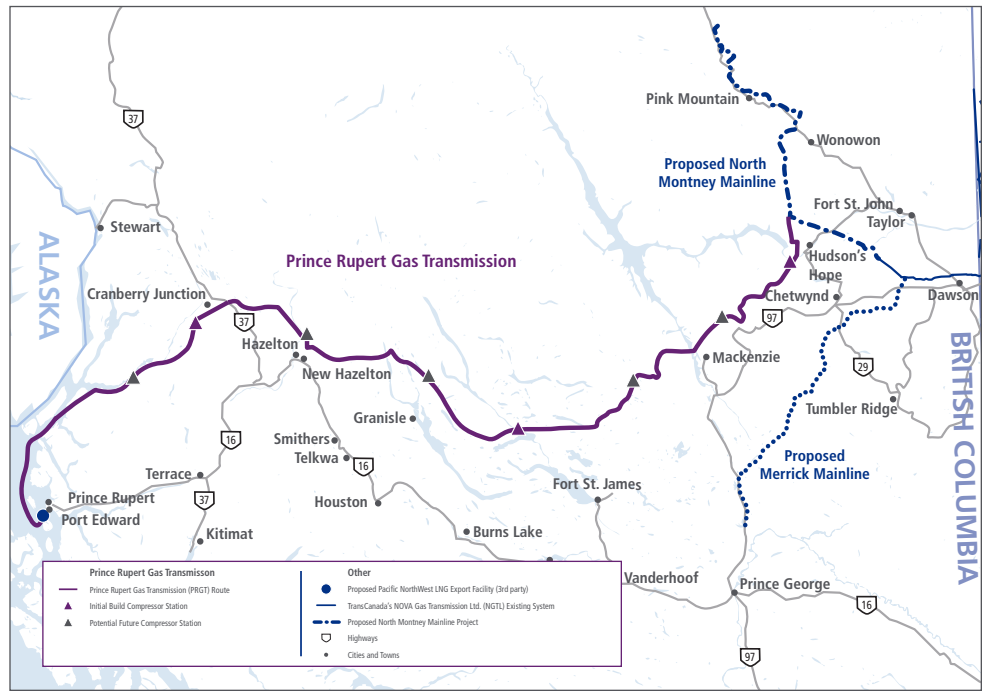 37
Pink Mountain
Wonowon
Proposed North
Montney Mainline
Fort St. John
Taylor
Stewart
ALASKA
Hudson's
Hope
Prince Rupert Gas Transmission
Cranberry Junction
Chetwynd
Dawson
37
97
Hazelton
New Hazelton
Mackenzie
BRITISH COLUMBIA
29
Granisle
Tumbler Ridge
16
Smithers
Telkwa
16
Proposed
Merrick Mainline
Terrace
Fort St. James
37
Houston
Prince Rupert
Port Edward
Kitimat
Burns Lake
Vanderhoof
Prince George
16
97
Prince Rupert Gas Transmisson
Prince Rupert Gas Transmission (PRGT) Route
Initial Build Compressor Station
Potential Future Compressor Station
Other
Proposed Pacific NorthWest LNG Export Facility (3rd party)
TransCanada's NOVA Gas Transmission Ltd. (NGTL) Existing System
Proposed North Montney Mainline Project
Highways
Cities and Towns